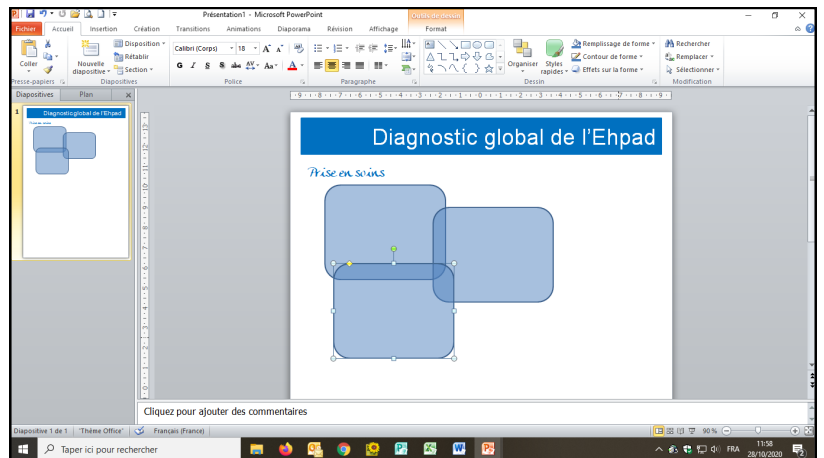 Présentation1 - Microsoft PowerPoint
Outils de dessin
Fichier Accueil Insertion Création Transitions Animations Diaporama Révision Affichage Format
Coller
Presse-papiers
Nouvelle diapositive
Disposition
Rétablir
Section
Diapositives
Calibri (Corps) 18
G I S S abc AV Aa A
Police
Paragraphe
Organiser
Styles rapides
Remplissage de forme
Contour de forme
Effets sur la forme
Dessin
Rechercher
Remplacer
Sélectionner
Modification
Diapositives Plan
1
Diagnostic global de l'Ehpad
Diagnostic global de l'Ehpad
Prise en soins
Cliquez pour ajouter des commentaires
Diapositive 1 de 1 "Thème Office" Français (France) 90 %
Taper ici pour rechercher
FRA
11:58
28/10/2020